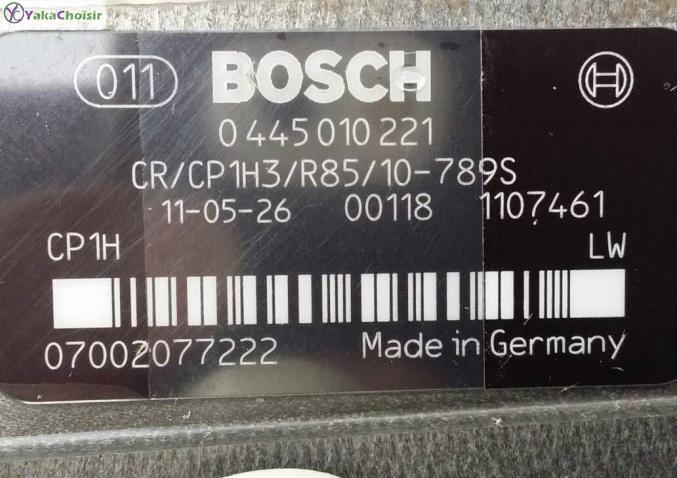 YakaChoisir
011 BOSCH
0 445 010 221
CR/CP1H3/R85/10-789S
11-05-26 00118 1107461
CP1H LW
07002077222 Made in Germany